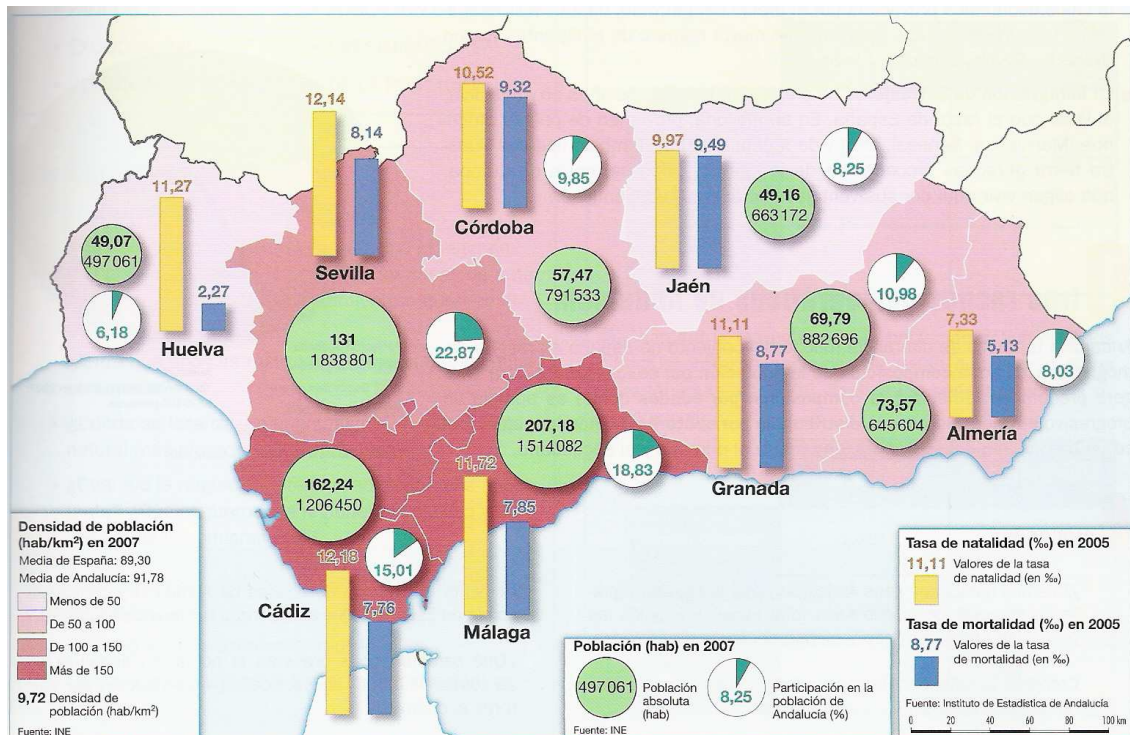 10,52
9,32
12,14
8,14
9,85
Córdoba
9,97
9,49
8,25
49,16
663 172
Jaén
11,27
49,07
497 061
2,27
6,18
Huelva
Sevilla
131
1 838 801
22,87
57,47
791 533
11,11
8,77
69,79
882 696
10,98
7,33
5,13
8,03
73,57
645 604
Almería
Granada
207,18
1 514 082
18,83
11,72
7,85
Málaga
162,24
1 206 450
15,01
12,18
7,76
Cádiz
Densidad de población
(hab/km²) en 2007
Media de España: 89,30
Media de Andalucía: 91,78
Menos de 50
De 50 a 100
De 100 a 150
Más de 150
9,72 Densidad de
población (hab/km²)
Fuente: INE
Población (hab) en 2007
497 061
Población
absoluta
(hab)
8,25
Participación en la
población de
Andalucía (%)
Fuente: INE
Tasa de natalidad (‰) en 2005
11,11 Valores de la tasa
de natalidad (en ‰)
Tasa de mortalidad (‰) en 2005
8,77 Valores de la tasa
de mortalidad (en ‰)
Fuente: Instituto de Estadística de Andalucía
0 20 40 60 80 100 km